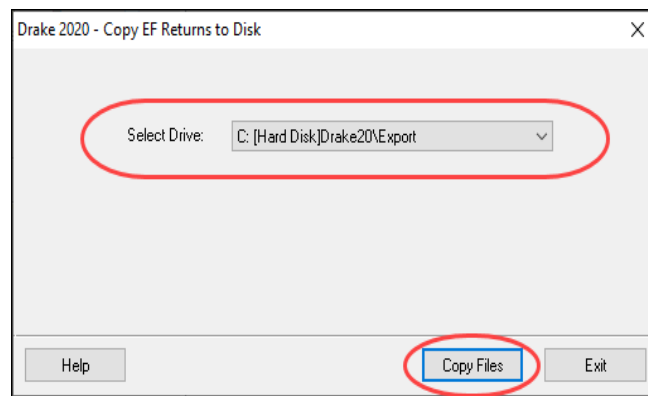 Drake 2020 - Copy EF Returns to Disk
Select Drive: C: [Hard Disk]Drake20\Export
Help Copy Files Exit